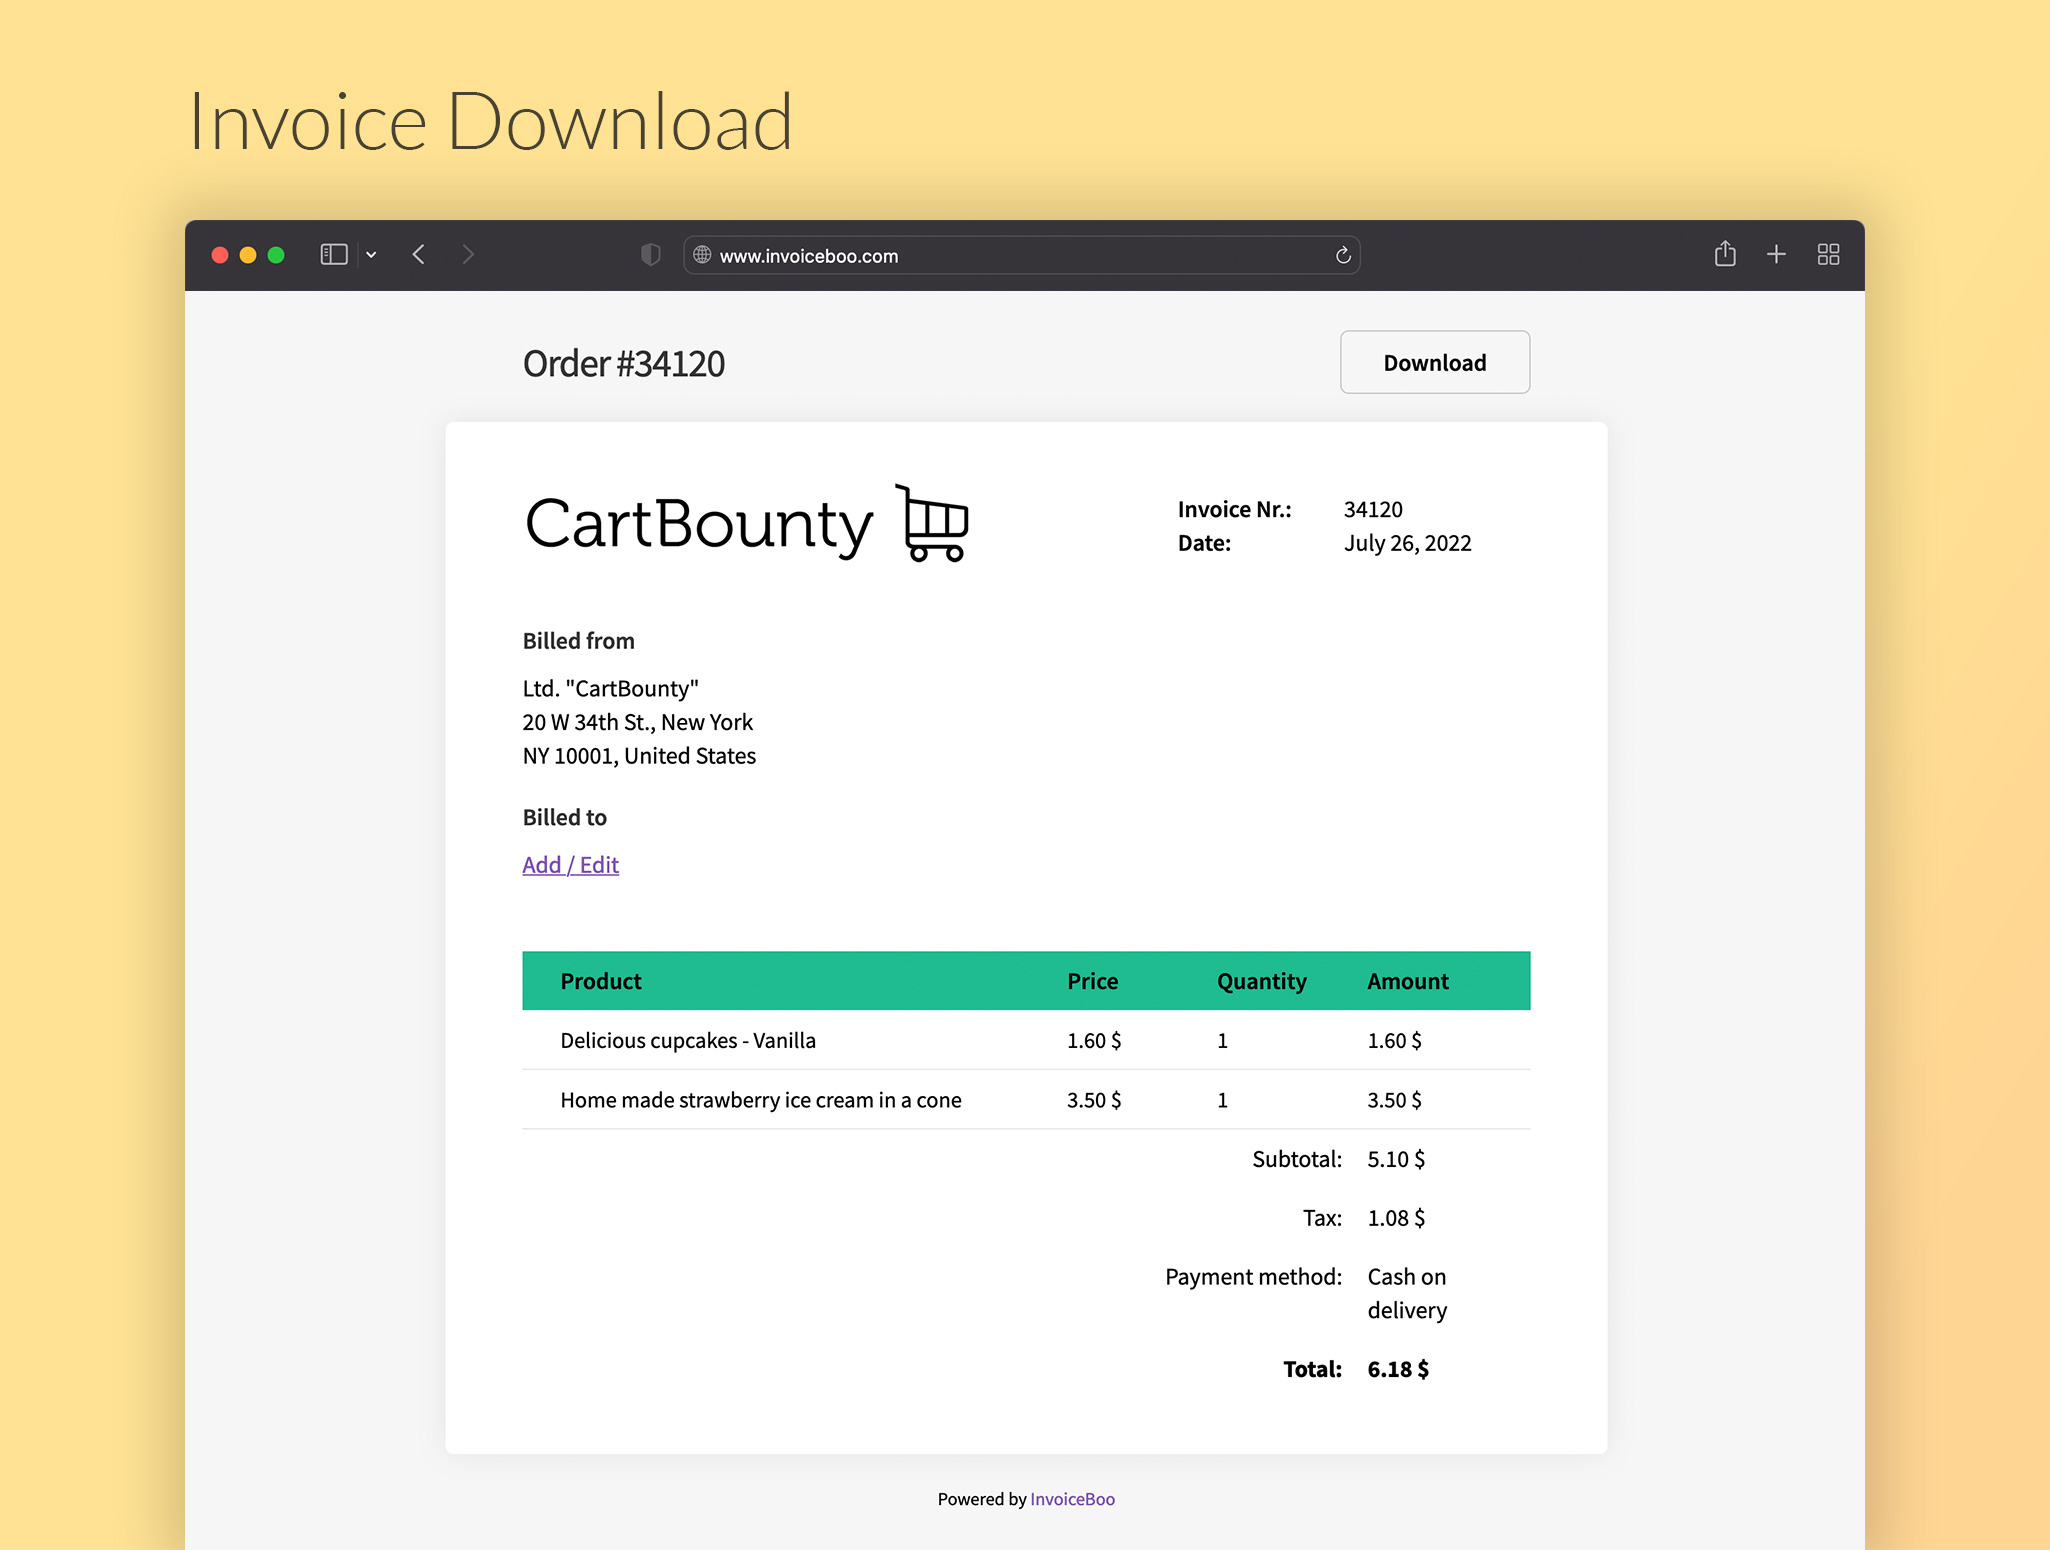 Invoice Download
www.invoiceboo.com
Order #34120
Download
CartBounty
Invoice Nr.: 34120
Date: July 26, 2022
Billed from
Ltd. "CartBounty"
20 W 34th St., New York
NY 10001, United States
Billed to
Add / Edit
Product Price Quantity Amount
Delicious cupcakes - Vanilla 1.60 $ 1 1.60 $
Home made strawberry ice cream in a cone 3.50 $ 1 3.50 $
Subtotal: 5.10 $
Tax: 1.08 $
Payment method: Cash on
delivery
Total: 6.18 $
Powered by InvoiceBoo